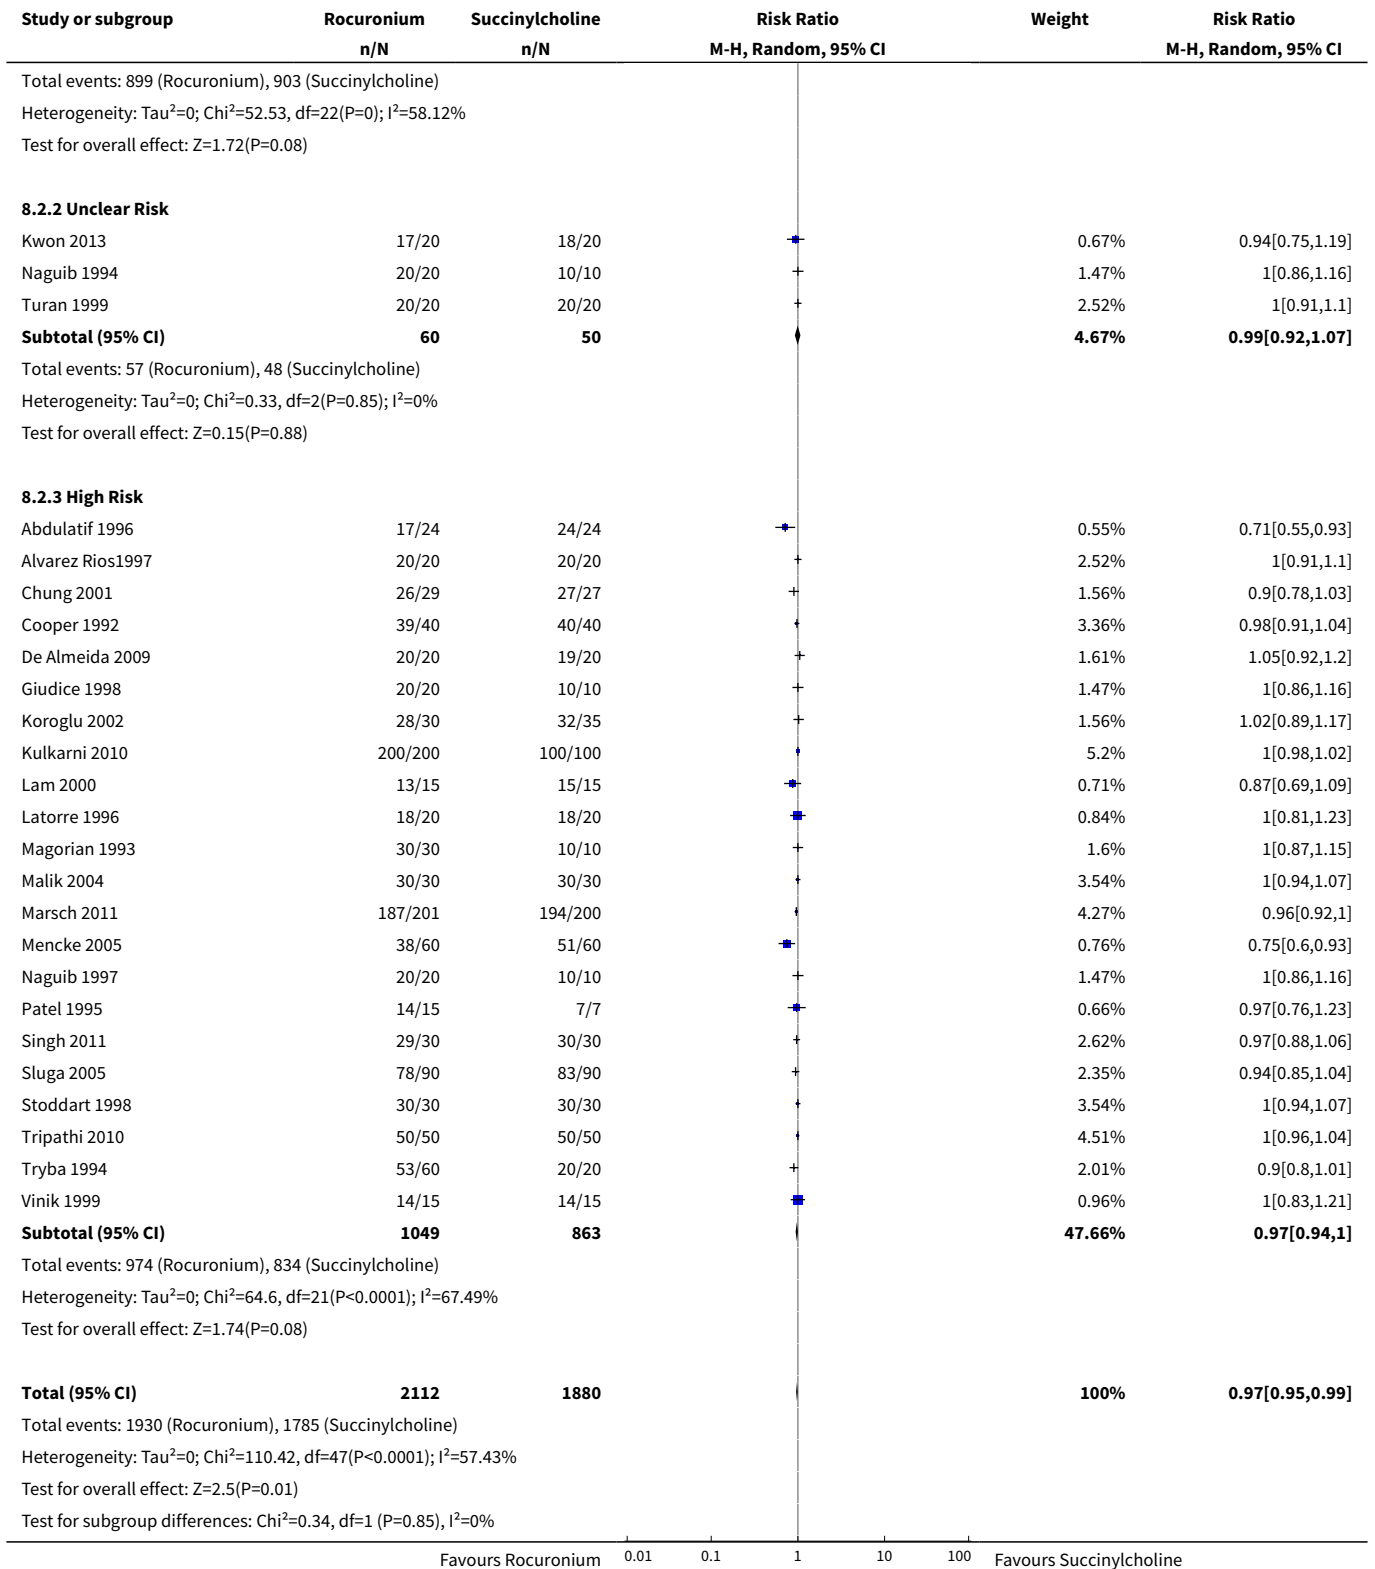 Study or subgroup Rocuronium Succinylcholine Risk Ratio Weight Risk Ratio
n/N n/N M-H, Random, 95% CI M-H, Random, 95% CI
Total events: 899 (Rocuronium), 903 (Succinylcholine)
Heterogeneity: Tau²=0; Chi²=52.53, df=22(P=0); I²=58.12%
Test for overall effect: Z=1.72(P=0.08)
8.2.2 Unclear Risk
Kwon 2013 17/20 18/20 0.67% 0.94[0.75,1.19]
Naguib 1994 20/20 10/10 1.47% 1[0.86,1.16]
Turan 1999 20/20 20/20 2.52% 1[0.91,1.1]
Subtotal (95% CI) 60 50 4.67% 0.99[0.92,1.07]
Total events: 57 (Rocuronium), 48 (Succinylcholine)
Heterogeneity: Tau²=0; Chi²=0.33, df=2(P=0.85); I²=0%
Test for overall effect: Z=0.15(P=0.88)
8.2.3 High Risk
Abdulatif 1996 17/24 24/24 0.55% 0.71[0.55,0.93]
Alvarez Rios1997 20/20 20/20 2.52% 1[0.91,1.1]
Chung 2001 26/29 27/27 1.56% 0.9[0.78,1.03]
Cooper 1992 39/40 40/40 3.36% 0.98[0.91,1.04]
De Almeida 2009 20/20 19/20 1.61% 1.05[0.92,1.2]
Giudice 1998 20/20 10/10 1.47% 1[0.86,1.16]
Koroglu 2002 28/30 32/35 1.56% 1.02[0.89,1.17]
Kulkarni 2010 200/200 100/100 5.2% 1[0.98,1.02]
Lam 2000 13/15 15/15 0.71% 0.87[0.69,1.09]
Latorre 1996 18/20 18/20 0.84% 1[0.81,1.23]
Magorian 1993 30/30 10/10 1.6% 1[0.87,1.15]
Malik 2004 30/30 30/30 3.54% 1[0.94,1.07]
Marsch 2011 187/201 194/200 4.27% 0.96[0.92,1]
Mencke 2005 38/60 51/60 0.76% 0.75[0.6,0.93]
Naguib 1997 20/20 10/10 1.47% 1[0.86,1.16]
Patel 1995 14/15 7/7 0.66% 0.97[0.76,1.23]
Singh 2011 29/30 30/30 2.62% 0.97[0.88,1.06]
Sluga 2005 78/90 83/90 2.35% 0.94[0.85,1.04]
Stoddart 1998 30/30 30/30 3.54% 1[0.94,1.07]
Tripathi 2010 50/50 50/50 4.51% 1[0.96,1.04]
Tryba 1994 53/60 20/20 2.01% 0.9[0.8,1.01]
Vinik 1999 14/15 14/15 0.96% 1[0.83,1.21]
Subtotal (95% CI) 1049 863 47.66% 0.97[0.94,1]
Total events: 974 (Rocuronium), 834 (Succinylcholine)
Heterogeneity: Tau²=0; Chi²=64.6, df=21(P<0.0001); I²=67.49%
Test for overall effect: Z=1.74(P=0.08)
Total (95% CI) 2112 1880 100% 0.97[0.95,0.99]
Total events: 1930 (Rocuronium), 1785 (Succinylcholine)
Heterogeneity: Tau²=0; Chi²=110.42, df=47(P<0.0001); I²=57.43%
Test for overall effect: Z=2.5(P=0.01)
Test for subgroup differences: Chi²=0.34, df=1 (P=0.85), I²=0%
Favours Rocuronium 0.01 0.1 1 10 100 Favours Succinylcholine